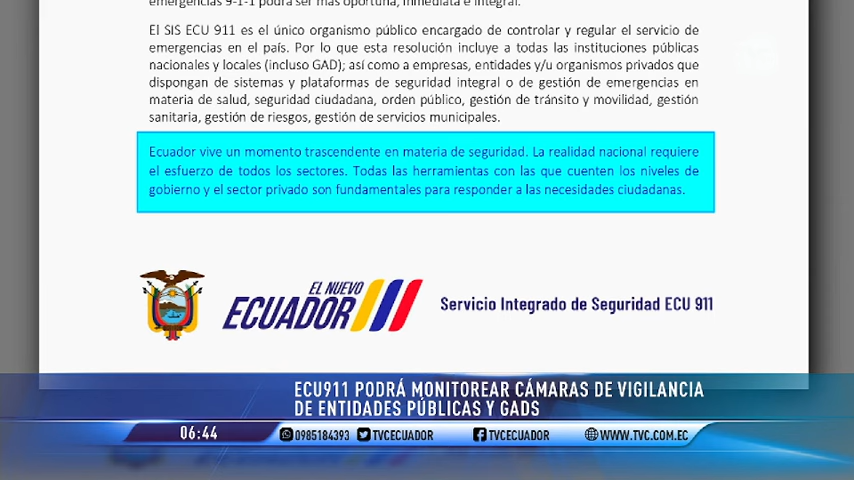 emergencias 9-1-1 podrá ser más oportuna, inmediata e integral.
El SIS ECU 911 es el único organismo público encargado de controlar y regular el servicio de
emergencias en el país. Por lo que esta resolución incluye a todas las instituciones públicas
nacionales y locales (incluso GAD); así como a empresas, entidades y/u organismos privados que
dispongan de sistemas y plataformas de seguridad integral o de gestión de emergencias en
materia de salud, seguridad ciudadana, orden público, gestión de tránsito y movilidad, gestión
sanitaria, gestión de riesgos, gestión de servicios municipales.
Ecuador vive un momento trascendente en materia de seguridad. La realidad nacional requiere
el esfuerzo de todos los sectores. Todas las herramientas con las que cuenten los niveles de
gobierno y el sector privado son fundamentales para responder a las necesidades ciudadanas.
EL NUEVO
ECUADOR
Servicio Integrado de Seguridad ECU 911
ECU911 PODRÁ MONITOREAR CÁMARAS DE VIGILANCIA
DE ENTIDADES PÚBLICAS Y GADS
06:44 0985184393 TVCECUADOR TVCECUADOR WWW.TVC.COM.EC